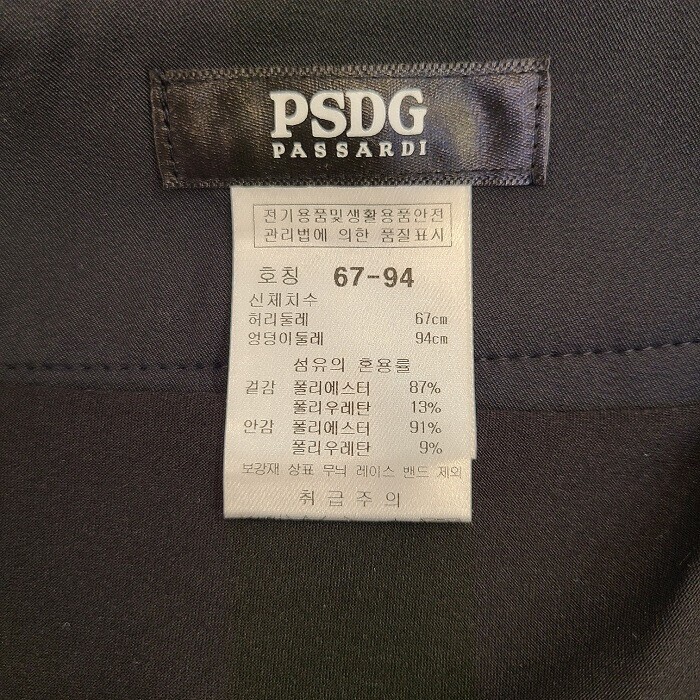 PSDG
PASSARDI
전기용품및생활용품안전
관리법에 의한 품질표시
호칭 67-94
신체치수
허리둘레 67cm
엉덩이둘레 94cm
섬유의 혼용률
겉감 폴리에스터 87%
폴리우레탄 13%
안감 폴리에스터 91%
폴리우레탄 9%
보강재 상표 무늬 레이스 밴드 제외
취급주의